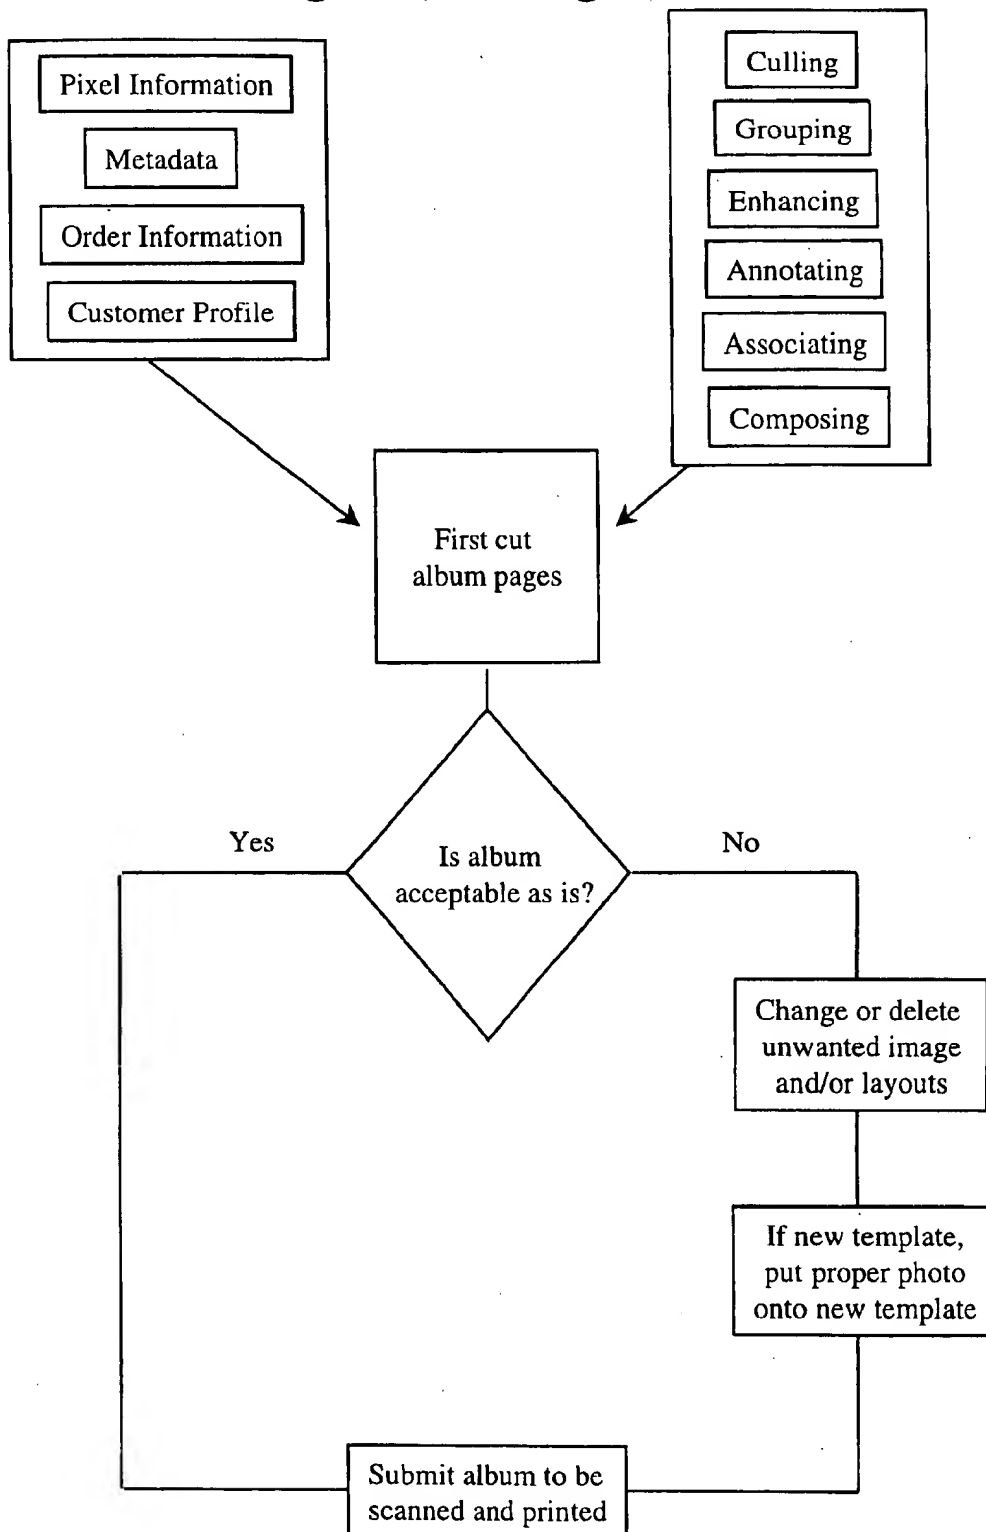 Pixel Information
Metadata
Order Information
Customer Profile
Culling
Grouping
Enhancing
Annotating
Associating
Composing
First cut
album pages
Is album
acceptable as is?
Yes
No
Change or delete
unwanted image
and/or layouts
If new template,
put proper photo
onto new template
Submit album to be
scanned and printed